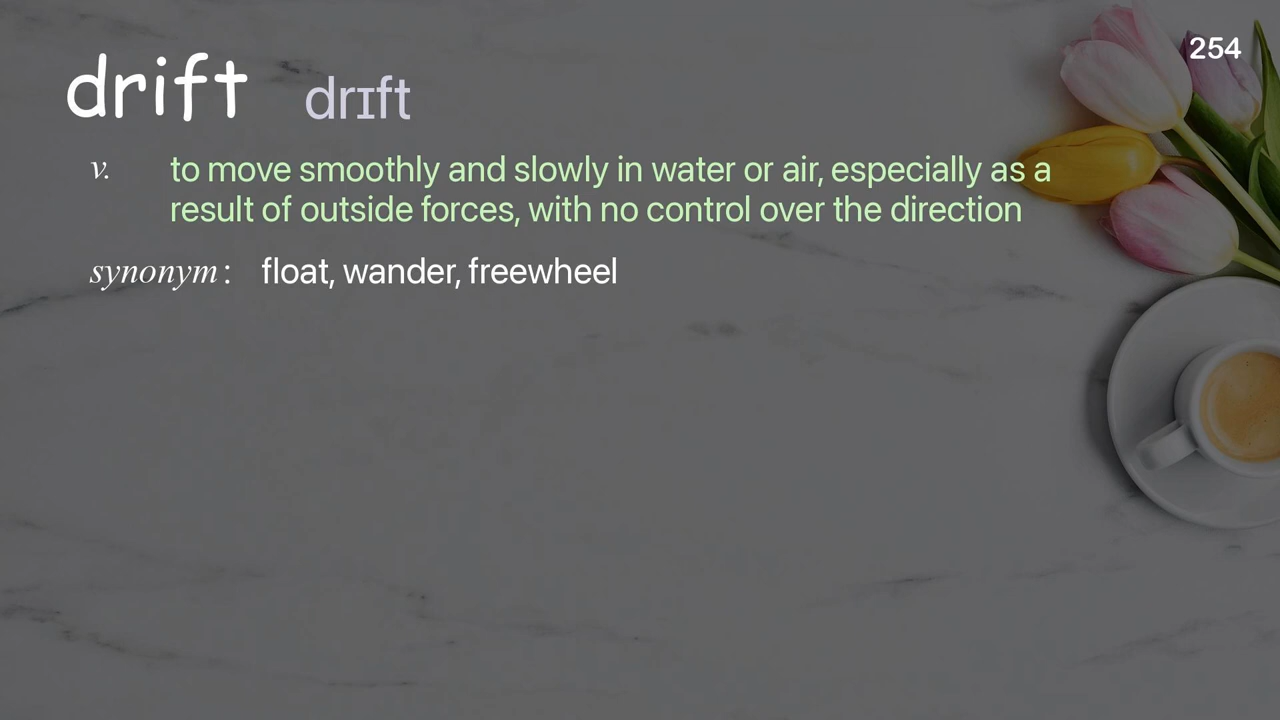 254
drift drɪft
v. to move smoothly and slowly in water or air, especially as a
result of outside forces, with no control over the direction
synonym: float, wander, freewheel